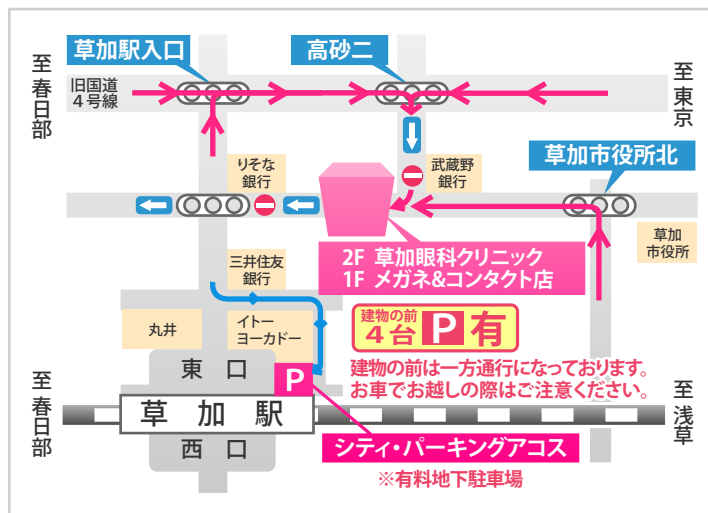 草加駅入口
高砂二
至春日部
旧国道
4号線
至東京
草加市役所北
りそな
銀行
武蔵野
銀行
草加
市役所
2F 草加眼科クリニック
1F メガネ&コンタクト店
三井住友
銀行
丸井
イトー
ヨーカドー
建物の前
4台
P
有
建物の前は一方通行になっております。
お車でお越しの際はご注意ください。
東口
P
至春日部
草加駅
至浅草
西口
シティ・パーキングアコス
※有料地下駐車場